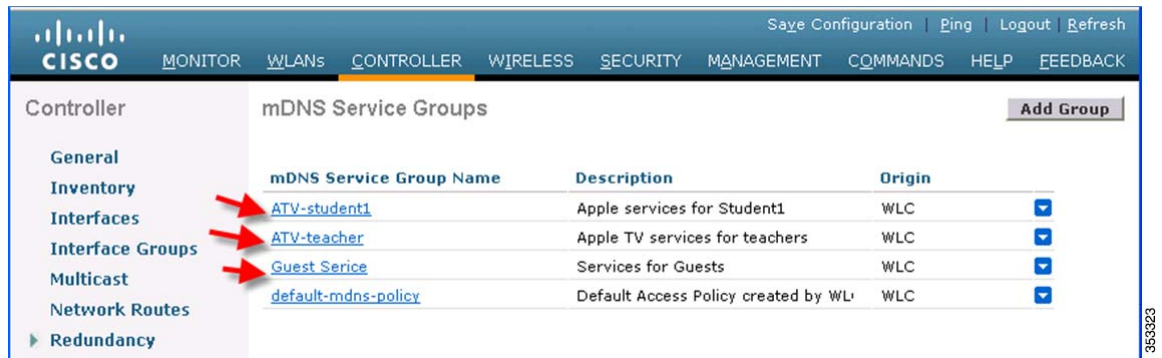 Save Configuration | Ping | Logout | Refresh
CISCO MONITOR WLANs CONTROLLER WIRELESS SECURITY MANAGEMENT COMMANDS HELP FEEDBACK
Controller
General
Inventory
Interfaces
Interface Groups
Multicast
Network Routes
Redundancy
mDNS Service Groups
Add Group
mDNS Service Group Name Description Origin
ATV-student1 Apple services for Student1 WLC
ATV-teacher Apple TV services for teachers WLC
Guest Serice Services for Guests WLC
default-mdns-policy Default Access Policy created by WL WLC
353323